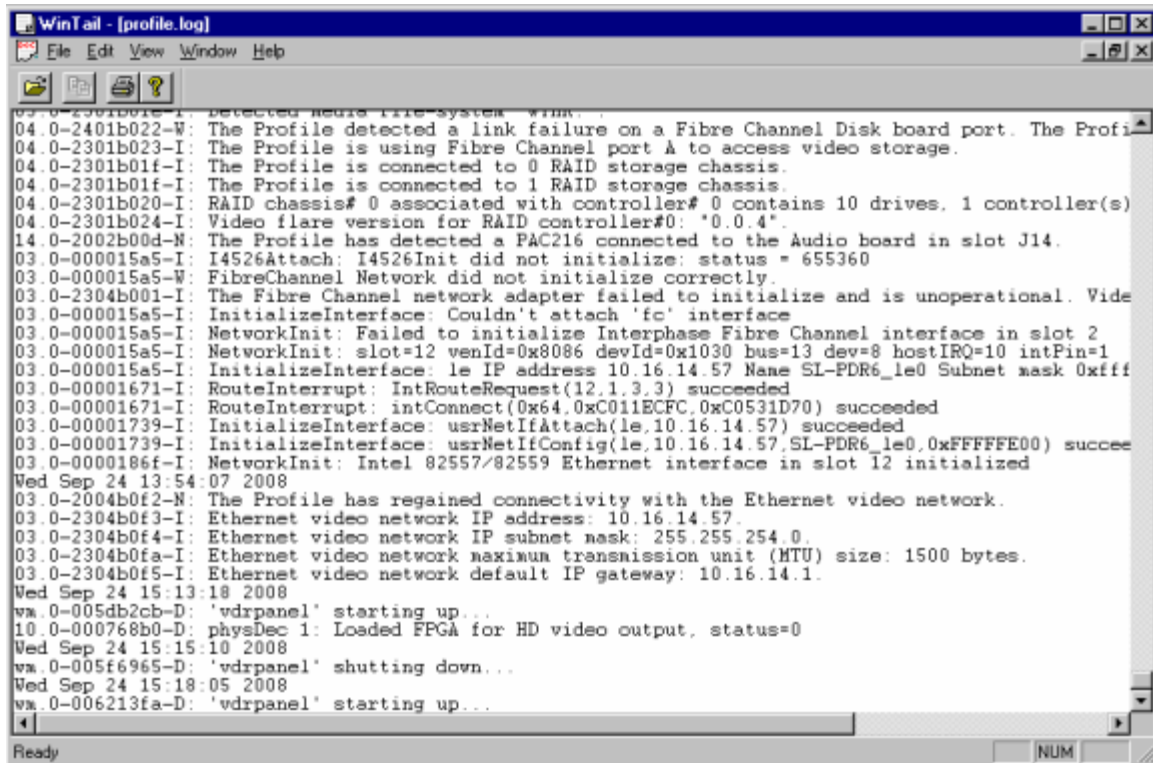 WinTail - [profile.log]
File Edit View Window Help
03.0-2301b01e-I: Detected Media File-System
04.0-2401b022-W: The Profile detected a link failure on a Fibre Channel Disk board port. The Profi
04.0-2301b023-I: The Profile is using Fibre Channel port A to access video storage.
04.0-2301b01f-I: The Profile is connected to 0 RAID storage chassis.
04.0-2301b01f-I: The Profile is connected to 1 RAID storage chassis.
04.0-2301b020-I: RAID chassis# 0 associated with controller# 0 contains 10 drives, 1 controller(s)
04.0-2301b024-I: Video flare version for RAID controller#0: "0.0.4".
14.0-2002b00d-N: The Profile has detected a PAC216 connected to the Audio board in slot J14.
03.0-000015a5-I: I4526Attach: I4526Init did not initialize: status = 655360
03.0-000015a5-W: FibreChannel Network did not initialize correctly.
03.0-2304b001-I: The Fibre Channel network adapter failed to initialize and is unoperational. Vide
03.0-000015a5-I: InitializeInterface: Couldn't attach 'fc' interface
03.0-000015a5-I: NetworkInit: Failed to initialize Interphase Fibre Channel interface in slot 2
03.0-000015a5-I: NetworkInit: slot=12 venId=0x8086 devId=0x1030 bus=13 dev=8 hostIRQ=10 intPin=1
03.0-000015a5-I: InitializeInterface: le IP address 10.16.14.57 Name SL-PDR6_le0 Subnet mask 0xfff
03.0-00001671-I: RouteInterrupt: IntRouteRequest(12,1,3,3) succeeded
03.0-00001671-I: RouteInterrupt: intConnect(0x64,0xC011ECFC,0xC0531D70) succeeded
03.0-00001739-I: InitializeInterface: usrNetIfAttach(le,10.16.14.57) succeeded
03.0-00001739-I: InitializeInterface: usrNetIfConfig(le,10.16.14.57,SL-PDR6_le0,0xFFFFFE00) succee
03.0-0000186f-I: NetworkInit: Intel 82557/82559 Ethernet interface in slot 12 initialized
Wed Sep 24 13:54:07 2008
03.0-2004b0f2-N: The Profile has regained connectivity with the Ethernet video network.
03.0-2304b0f3-I: Ethernet video network IP address: 10.16.14.57.
03.0-2304b0f4-I: Ethernet video network IP subnet mask: 255.255.254.0.
03.0-2304b0fa-I: Ethernet video network maximum transmission unit (MTU) size: 1500 bytes.
03.0-2304b0f5-I: Ethernet video network default IP gateway: 10.16.14.1.
Wed Sep 24 15:13:18 2008
vm.0-005db2cb-D: 'vdrpanel' starting up...
10.0-000768b0-D: physDec 1: Loaded FPGA for HD video output, status=0
Wed Sep 24 15:15:10 2008
vm.0-005f6965-D: 'vdrpanel' shutting down...
Wed Sep 24 15:18:05 2008
vm.0-006213fa-D: 'vdrpanel' starting up...
Ready NUM